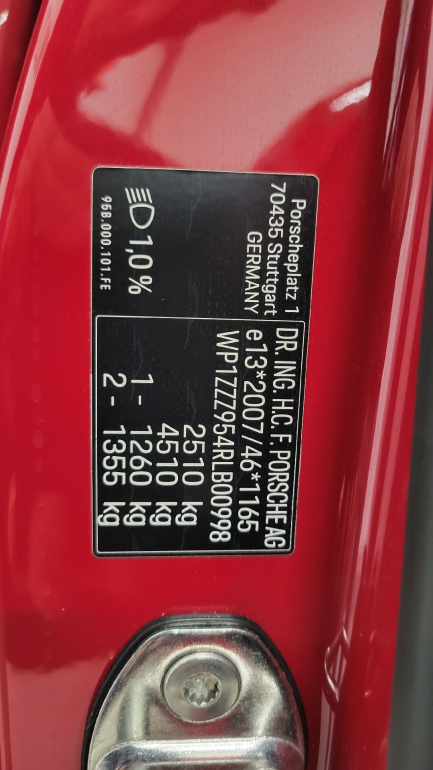 Porscheplatz 1
70435 Stuttgart
GERMANY
1,0%
95B.000.101.FE
DR. ING. H.C. F. PORSCHE AG
e13*2007/46*1165
WP1ZZZ954RLB00998
2510 kg
4510 kg
1 - 1260 kg
2 - 1355 kg